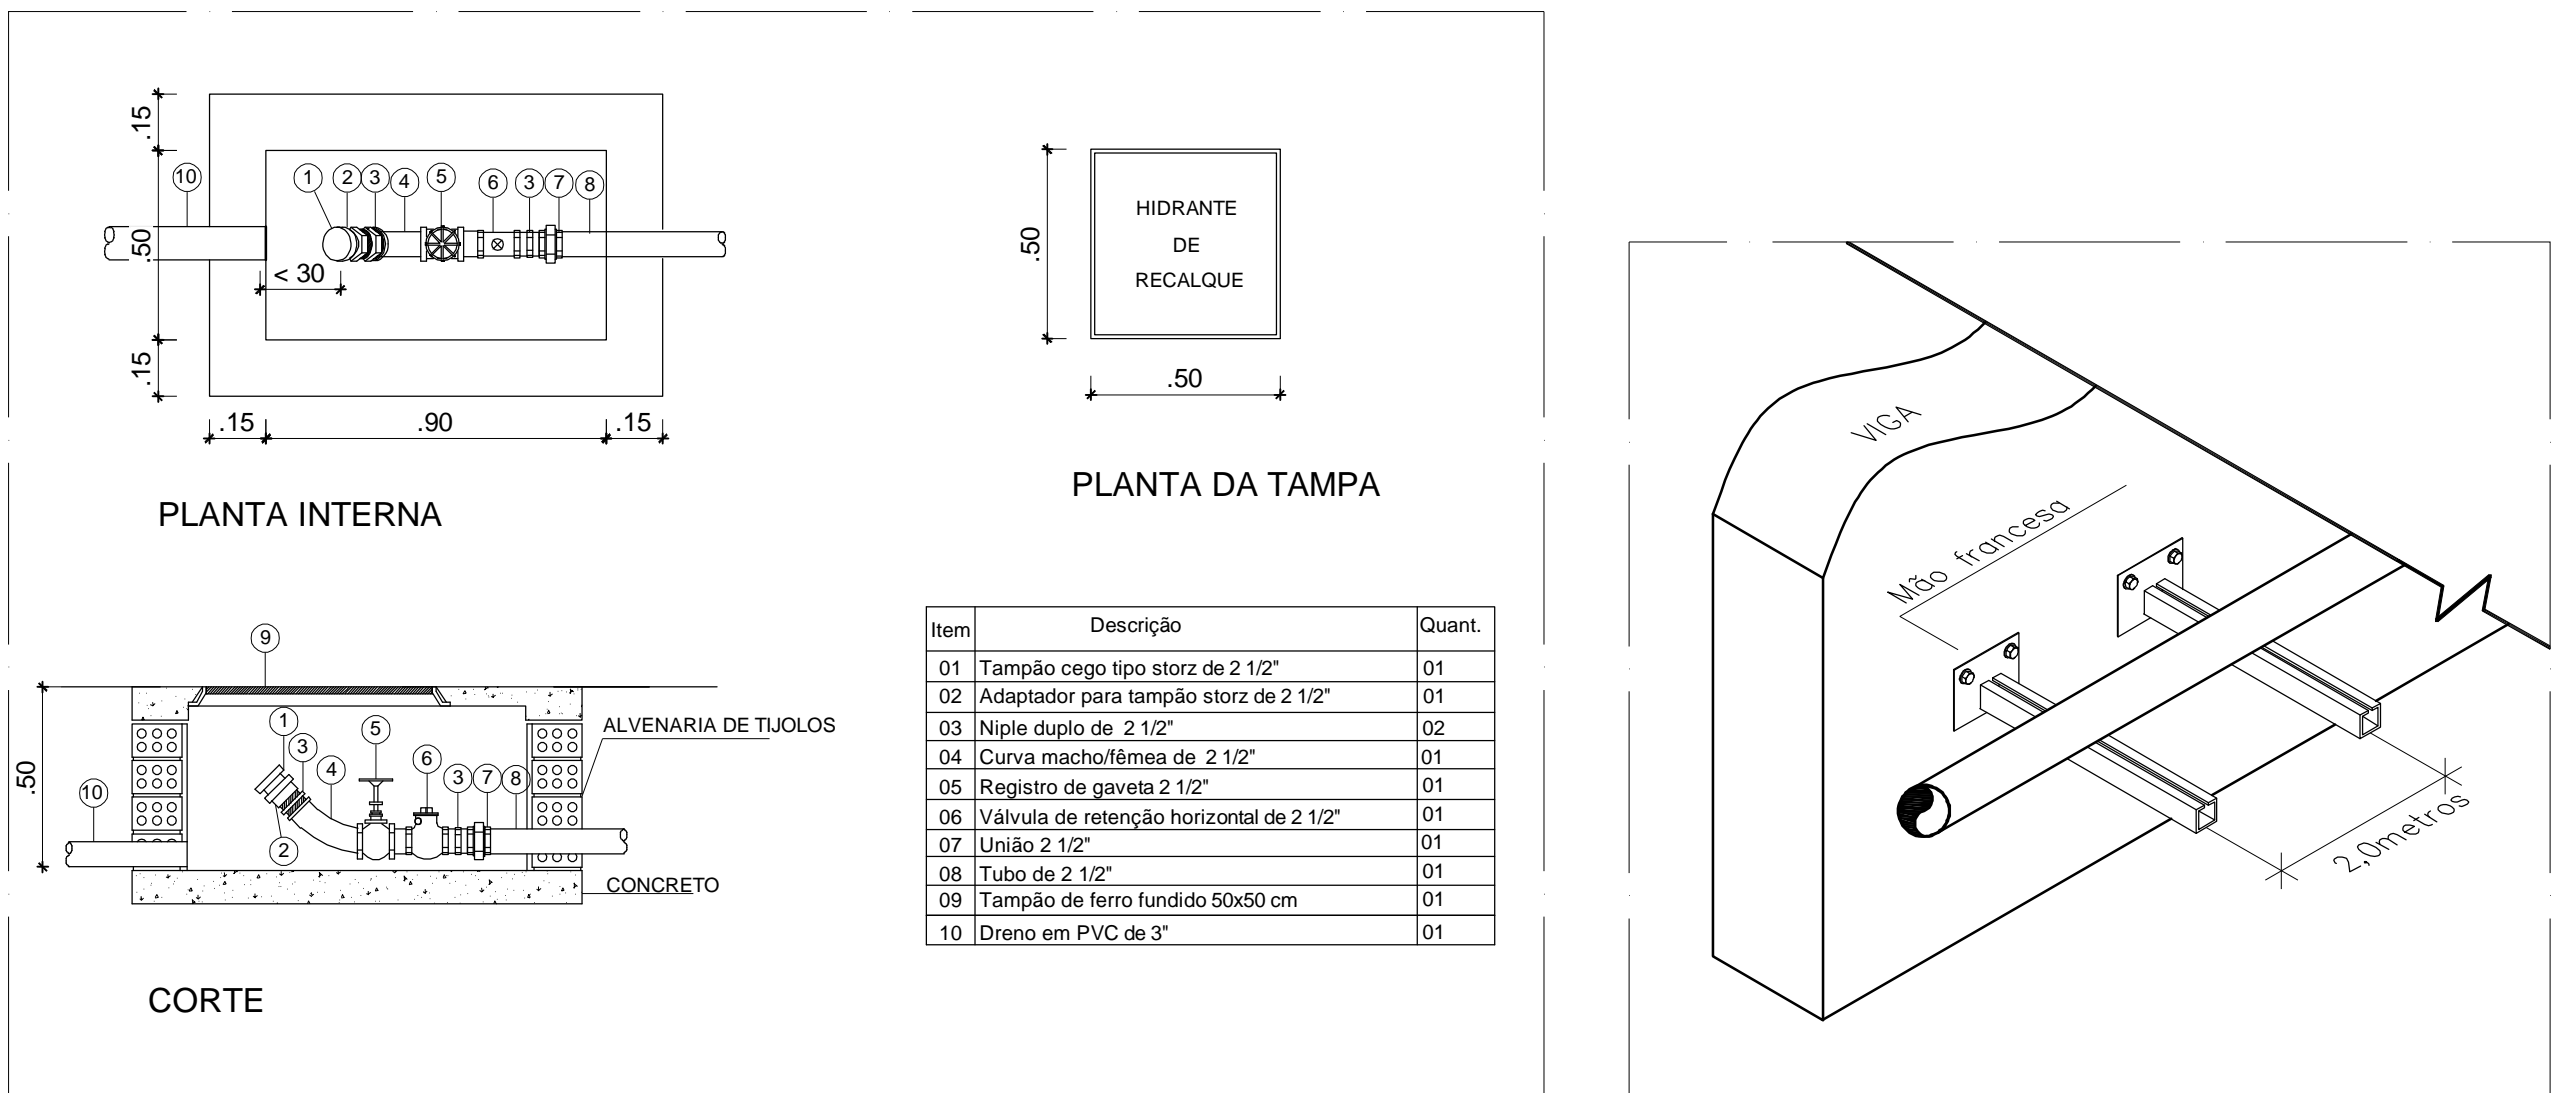 .15
10
1
2
3
4
5
6
3
7
8
.50
< 30
.15
.15
.90
.15
PLANTA INTERNA
.50
HIDRANTE
DE
RECALQUE
.50
PLANTA DA TAMPA
9
1
3
4
5
6
3
7
8
ALVENARIA DE TIJOLOS
.50
10
2
CONCRETO
CORTE
Item Descrição Quant.
01 Tampão cego tipo storz de 2 1/2" 01
02 Adaptador para tampão storz de 2 1/2" 01
03 Niple duplo de 2 1/2" 02
04 Curva macho/fêmea de 2 1/2" 01
05 Registro de gaveta 2 1/2" 01
06 Válvula de retenção horizontal de 2 1/2" 01
07 União 2 1/2" 01
08 Tubo de 2 1/2" 01
09 Tampão de ferro fundido 50x50 cm 01
10 Dreno em PVC de 3" 01
VIGA
Mão francesa
2,0metros